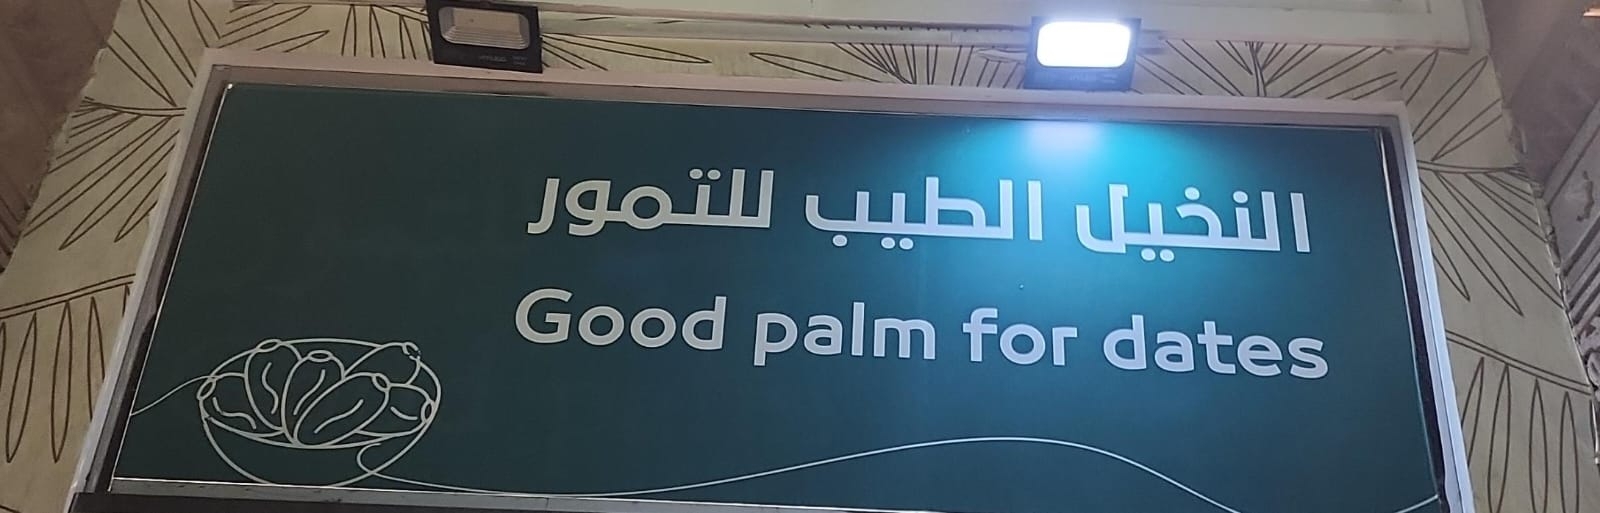 النخيل الطيب للتمور
Good palm for dates